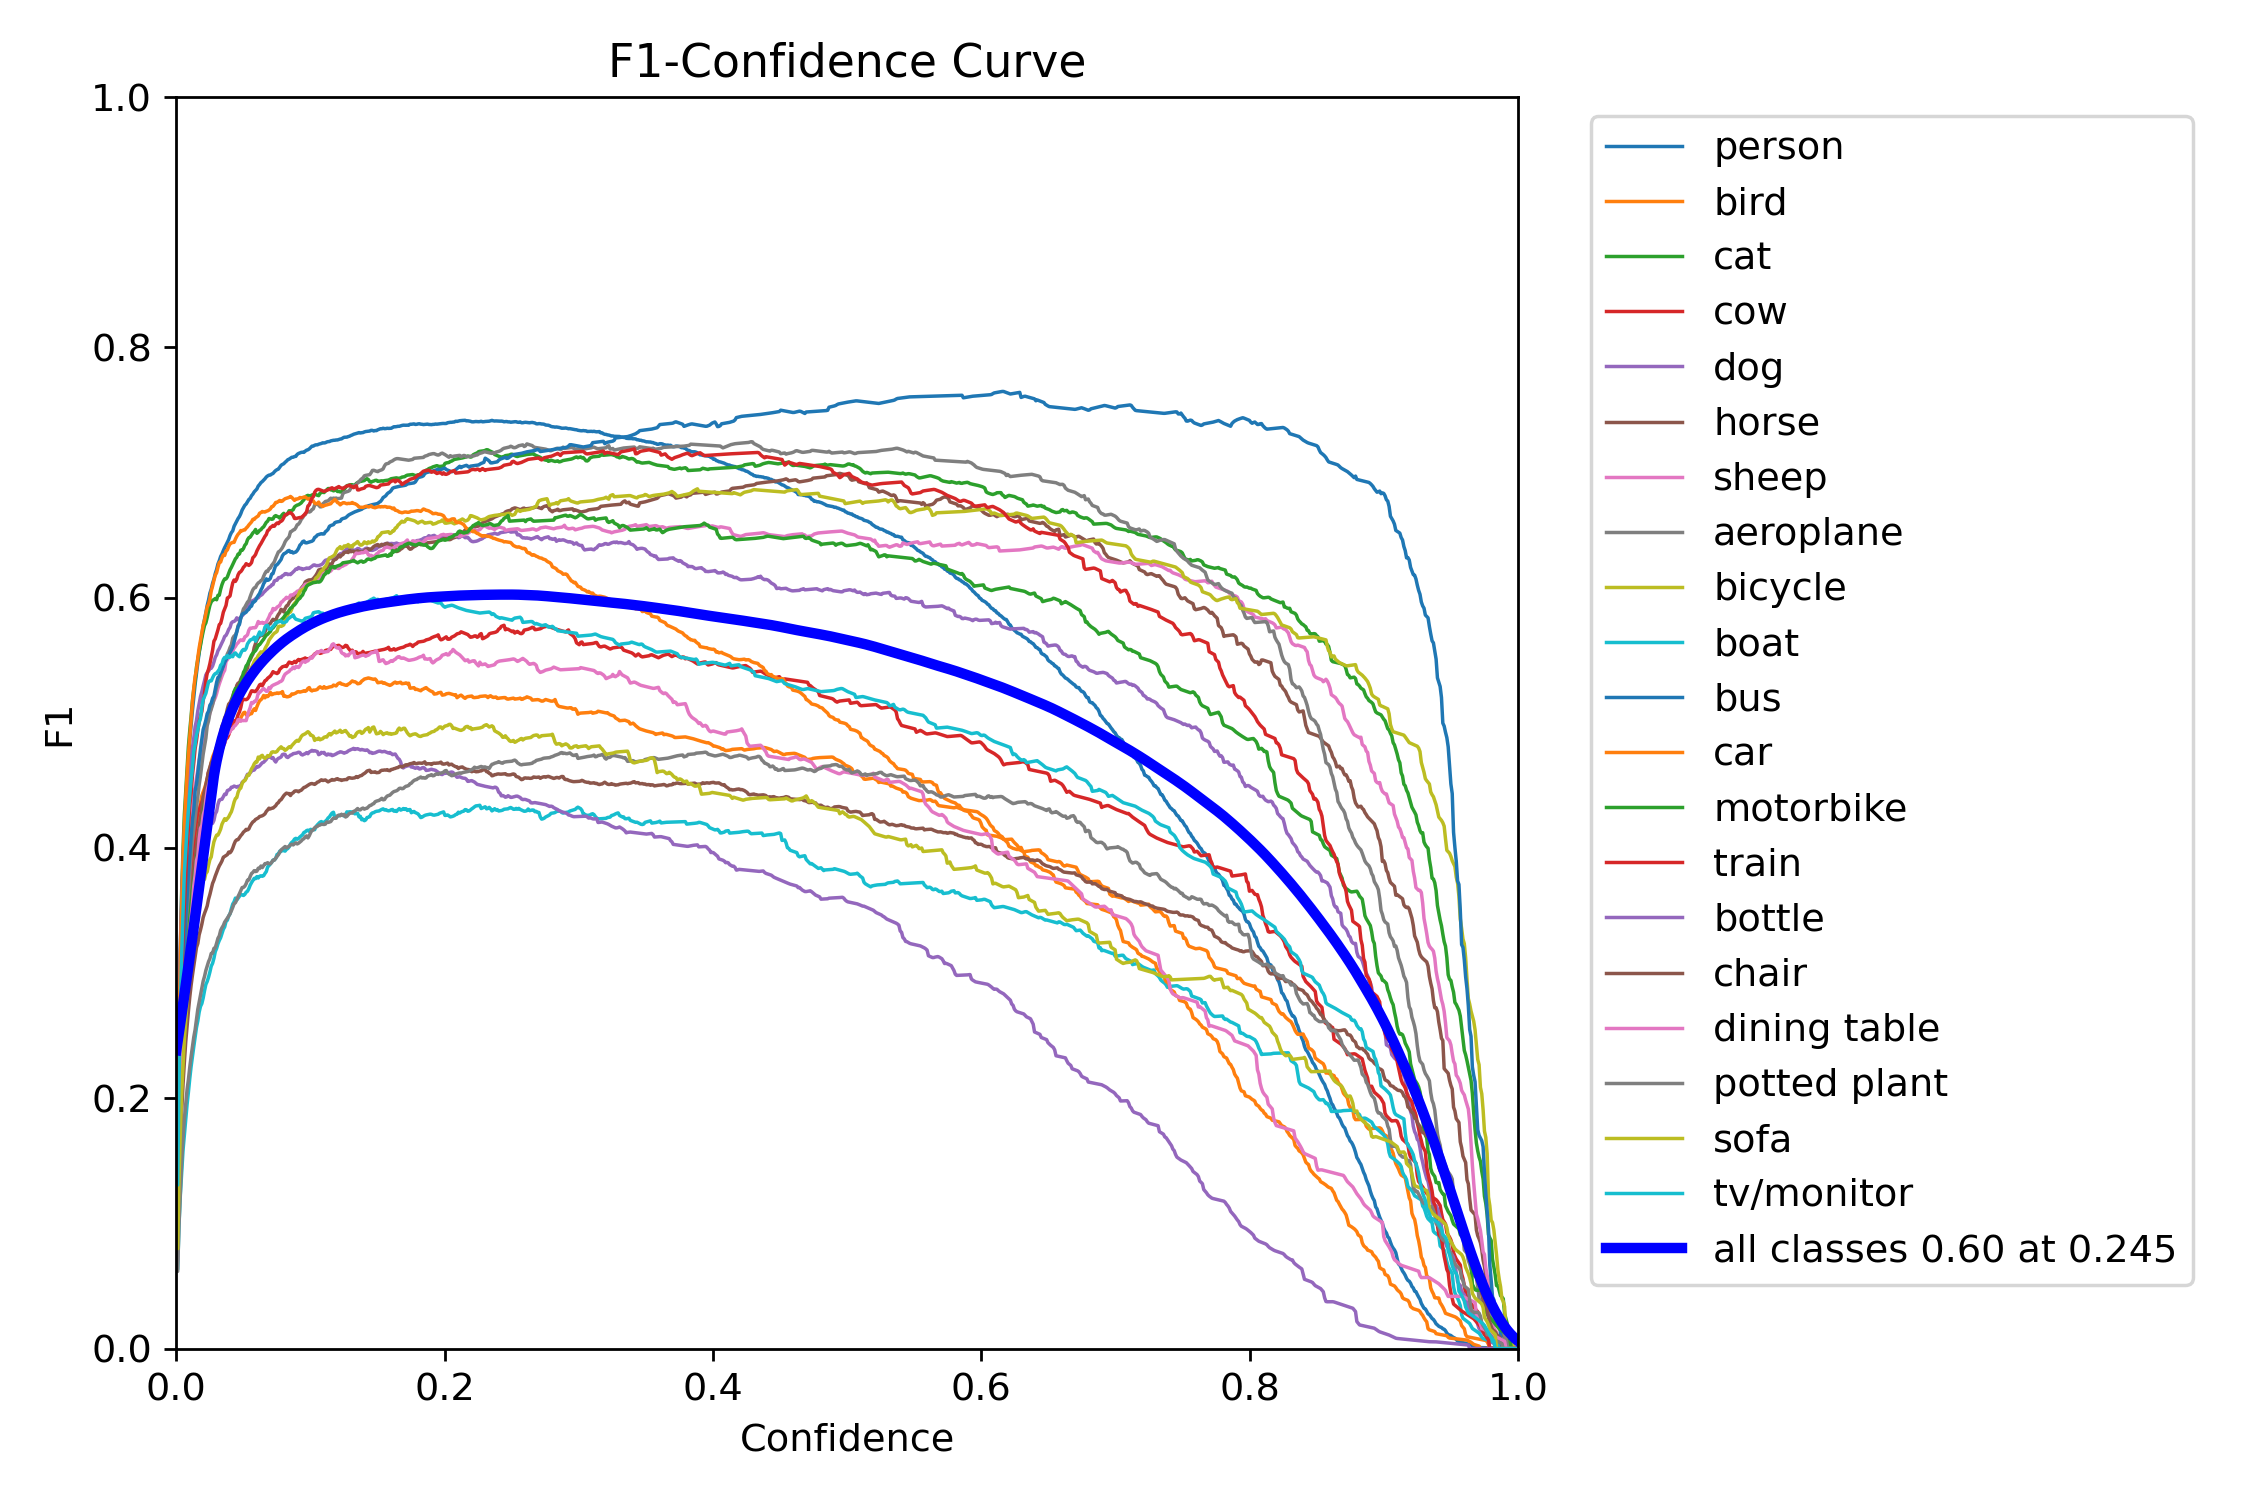 F1-Confidence Curve
1.0
0.8
0.6
0.4
0.2
0.0
F1
0.0 0.2 0.4 0.6 0.8 1.0
Confidence
person
bird
cat
cow
dog
horse
sheep
aeroplane
bicycle
boat
bus
car
motorbike
train
bottle
chair
dining table
potted plant
sofa
tv/monitor
all classes 0.60 at 0.245